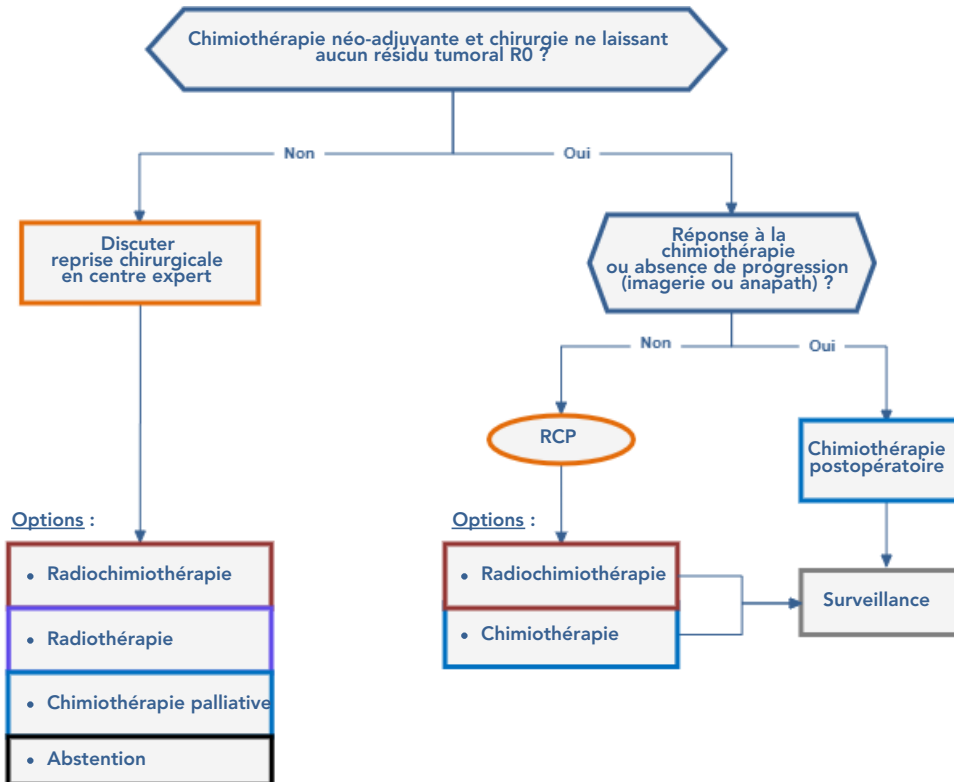 Chimiothérapie néo-adjuvante et chirurgie ne laissant
aucun résidu tumoral R0 ?
Non
Oui
Discuter
reprise chirurgicale
en centre expert
Réponse à la
chimiothérapie
ou absence de progression
(imagerie ou anapath) ?
Non
Oui
RCP
Chimiothérapie
postopératoire
Options :
• Radiochimiothérapie
• Radiothérapie
• Chimiothérapie palliative
• Abstention
Options :
• Radiochimiothérapie
• Chimiothérapie
Surveillance